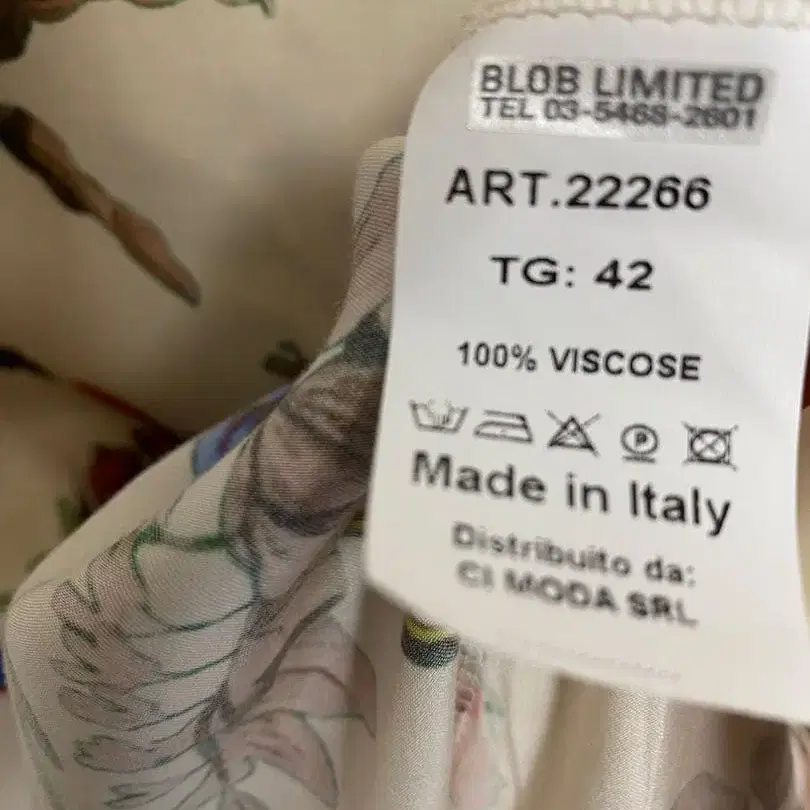 BLOB LIMITED
TEL 03-5468-2601
ART.22266
TG: 42
100% VISCOSE
P
Made in Italy
Distribuito da:
CI MODA SRL